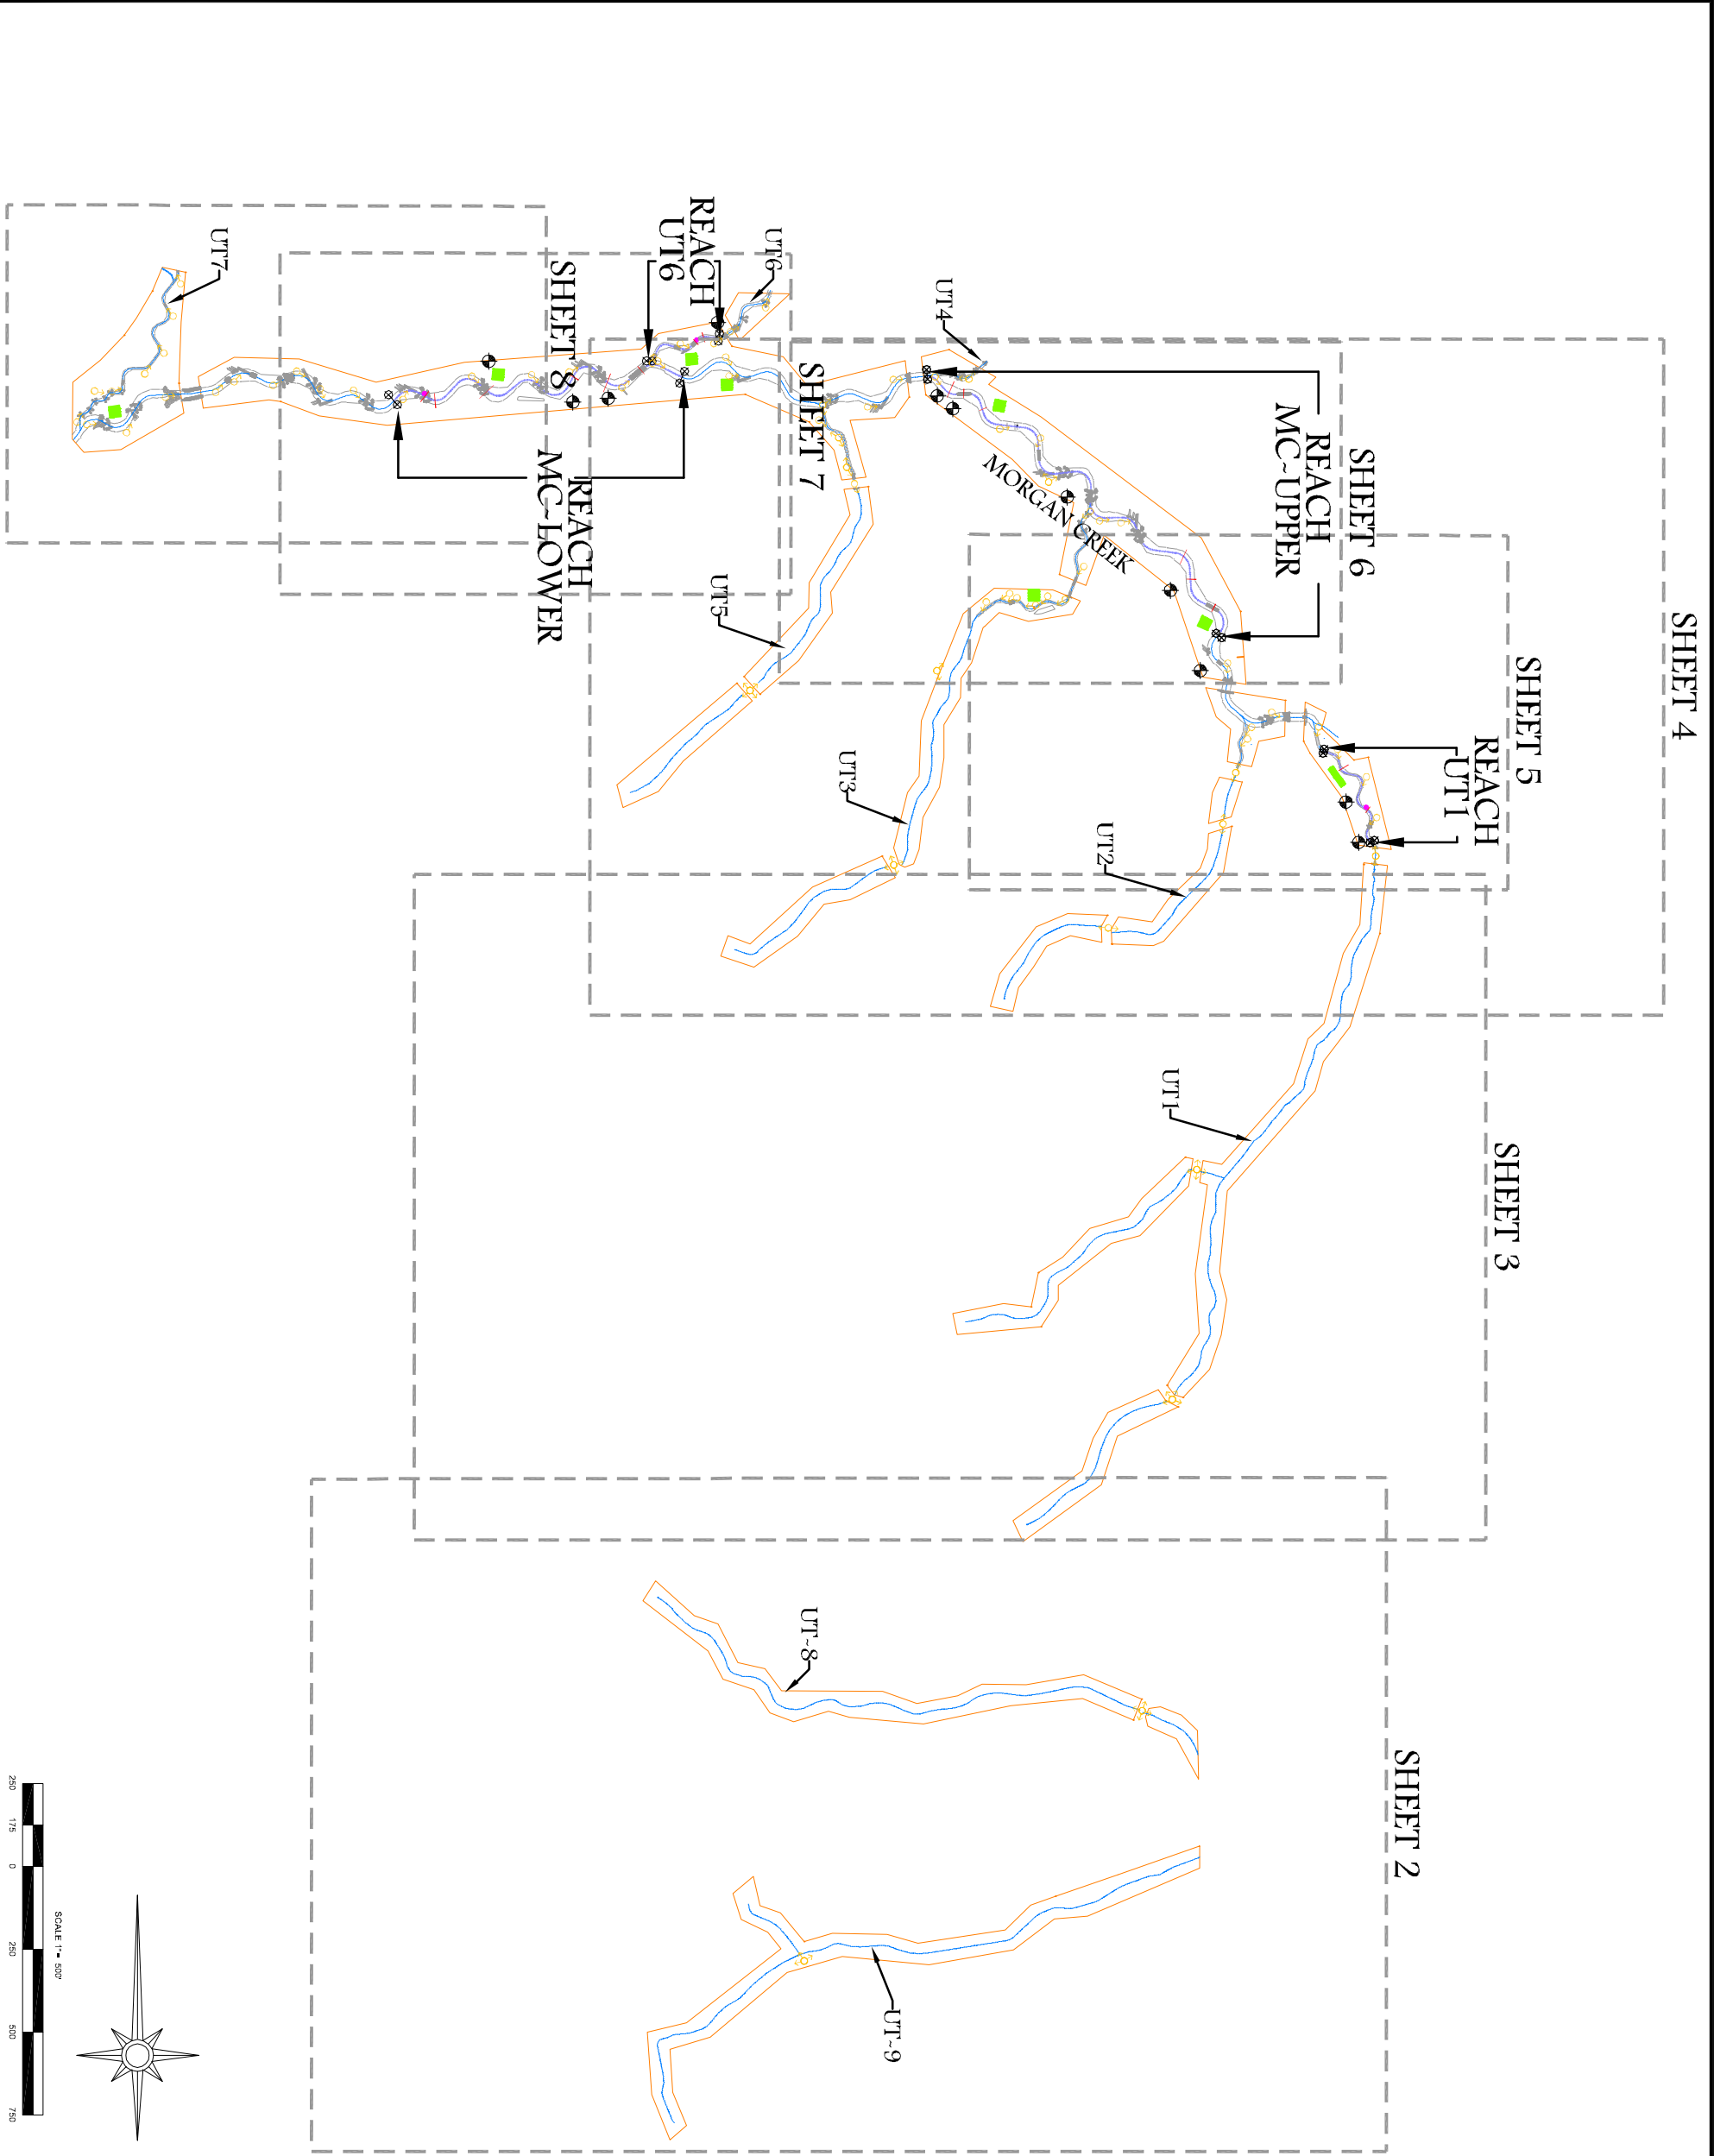 SHEET 4
SHEET 5
SHEET 3
SHEET 2
REACH
UT1
SHEET 6
REACH
MC~UPPER
MORGAN CREEK
UT4
UT6
REACH
UT6
SHEET 7
SHEET 8
REACH
MC~LOWER
UT7
UT5
UT3
UT2
UT1
UT~8
UT~9
250
175
0
250
500
750
SCALE 1"= 500'